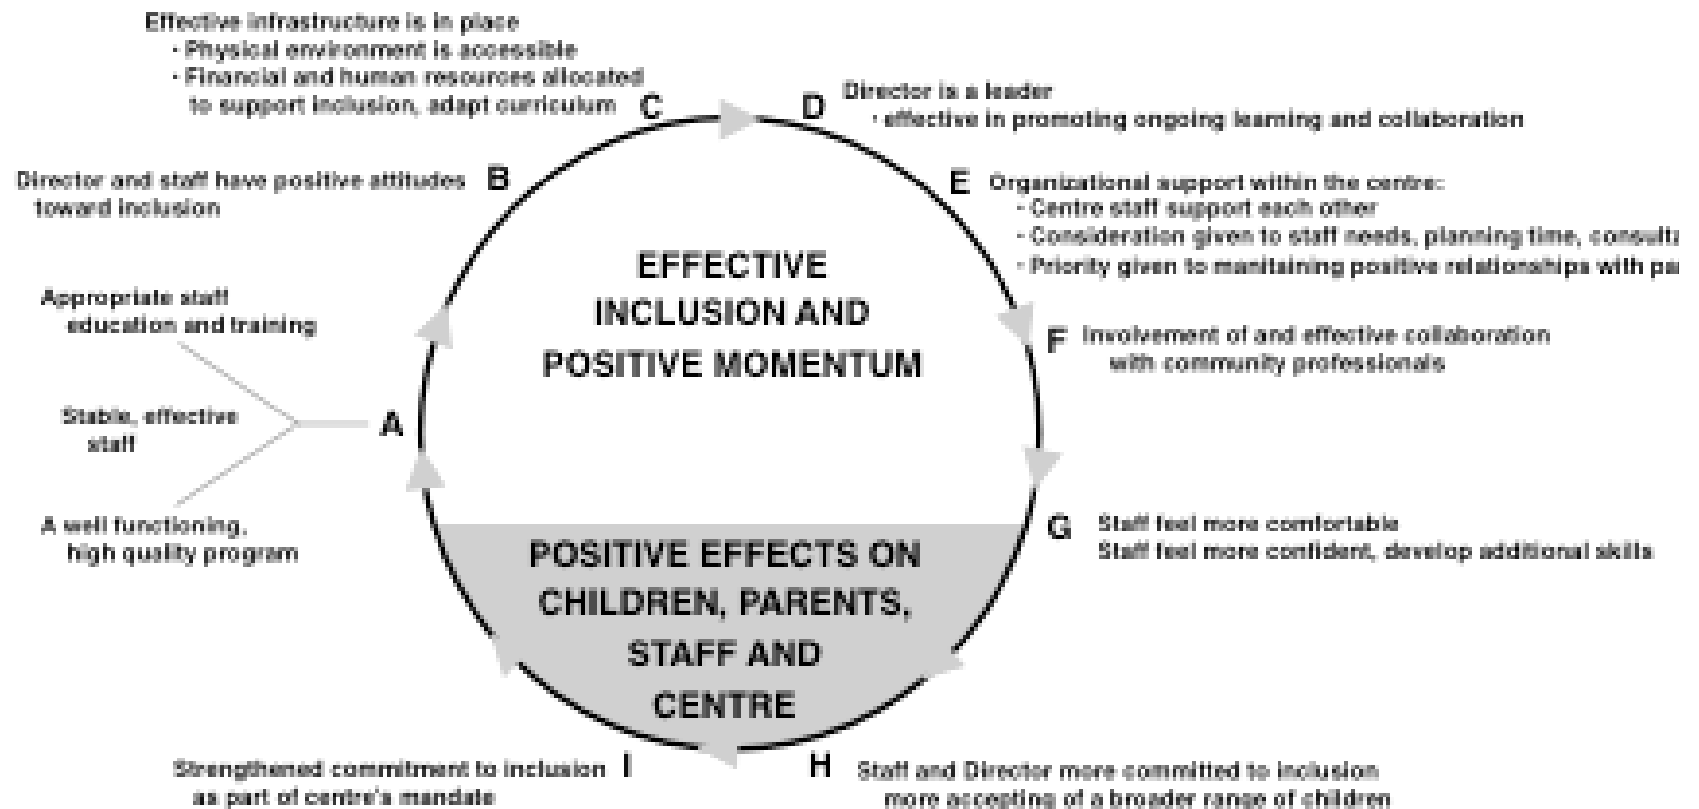 Effective infrastructure is in place
· Physical environment is accessible
· Financial and human resources allocated
to support inclusion, adapt curriculum
C
D
Director is a leader
· effective in promoting ongoing learning and collaboration
Director and staff have positive attitudes
toward inclusion
B
E
Organizational support within the centre:
· Centre staff support each other
· Consideration given to staff needs, planning time,
· Priority given to manitaining positive relationships with
EFFECTIVE
INCLUSION AND
POSITIVE MOMENTUM
Appropriate staff
education and training
Stable, effective
staff
A well functioning,
high quality program
A
F
Involvement of and effective collaboration
with community professionals
G
Staff feel more comfortable
Staff feel more confident, develop additional skills
POSITIVE EFFECTS ON
CHILDREN, PARENTS,
STAFF AND
CENTRE
Strengthened commitment to inclusion
as part of centre's mandate
I
H
Staff and Director more committed to inclusion
more accepting of a broader range of children